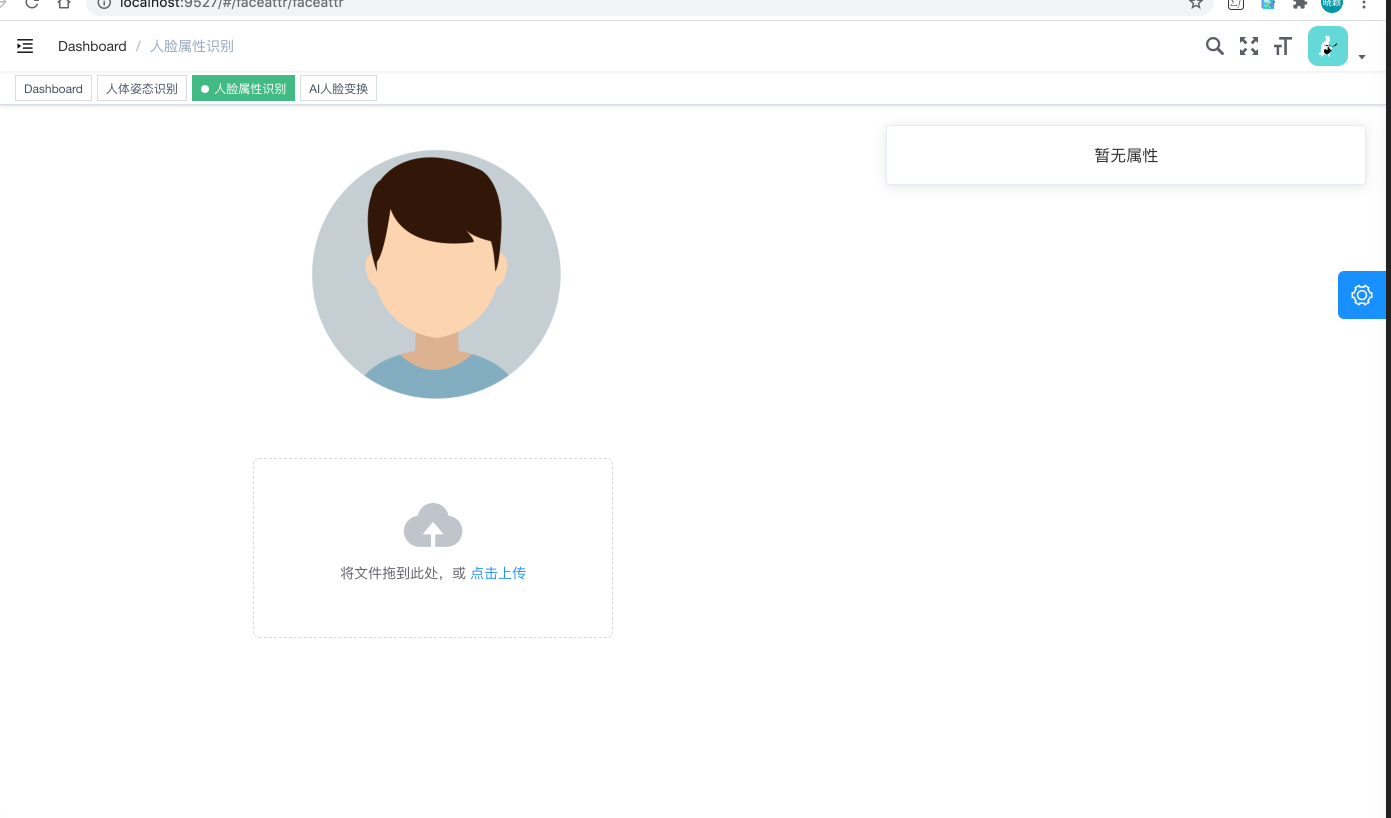 localhost:9527/#/faceattr/faceattr
晓颖
Dashboard / 人脸属性识别
Dashboard
人体姿态识别
人脸属性识别
AI人脸变换
暂无属性
将文件拖到此处，或 点击上传